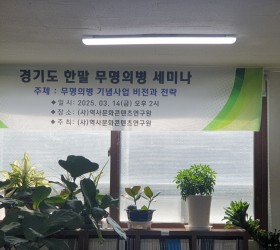 경기도 한말 무명의병 세미나
주제 : 무명의병 기념사업 비전과 전략
❖ 일시: 2025. 03. 14(금) 오후 2시
❖ 장소: (사)역사문화콘텐츠연구원
❖ 주최: (사)역사문화콘텐츠연구원